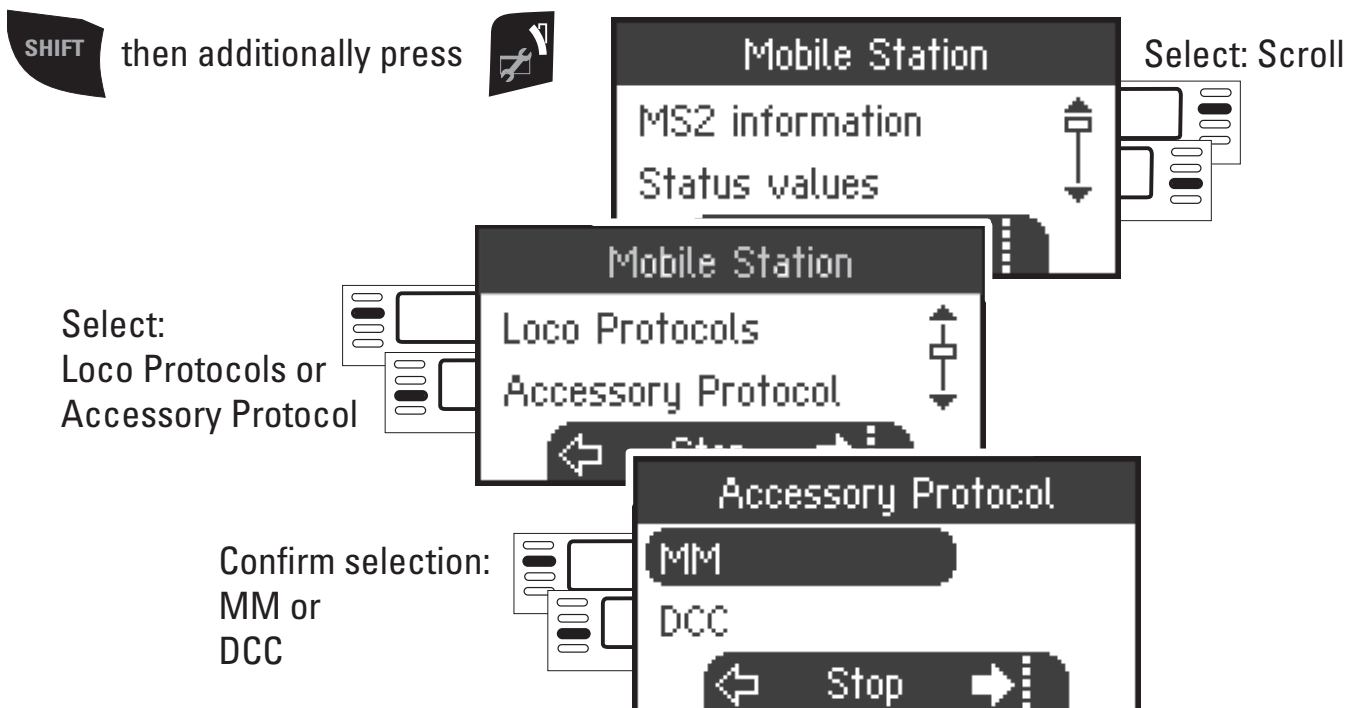 SHIFT then additionally press
Mobile Station
Select: Scroll
MS2 information
Status values
Mobile Station
Select:
Loco Protocols or
Accessory Protocol
Loco Protocols
Accessory Protocol
Stop
Accessory Protocol
Confirm selection:
MM or
DCC
MM
DCC
Stop